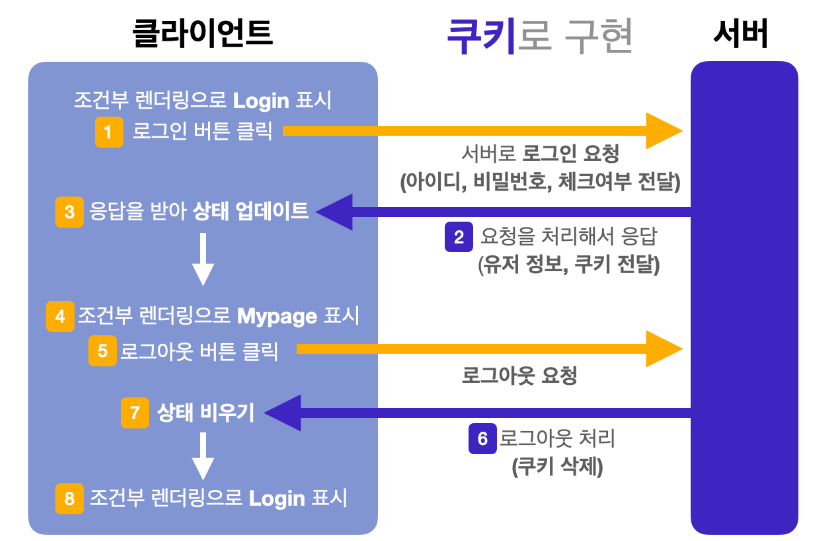 클라이언트
쿠키로 구현
서버
조건부 렌더링으로 Login 표시
1 로그인 버튼 클릭
서버로 로그인 요청
(아이디, 비밀번호, 체크여부 전달)
3 응답을 받아 상태 업데이트
2 요청을 처리해서 응답
(유저 정보, 쿠키 전달)
4 조건부 렌더링으로 Mypage 표시
5 로그아웃 버튼 클릭
로그아웃 요청
7 상태 비우기
6 로그아웃 처리
(쿠키 삭제)
8 조건부 렌더링으로 Login 표시